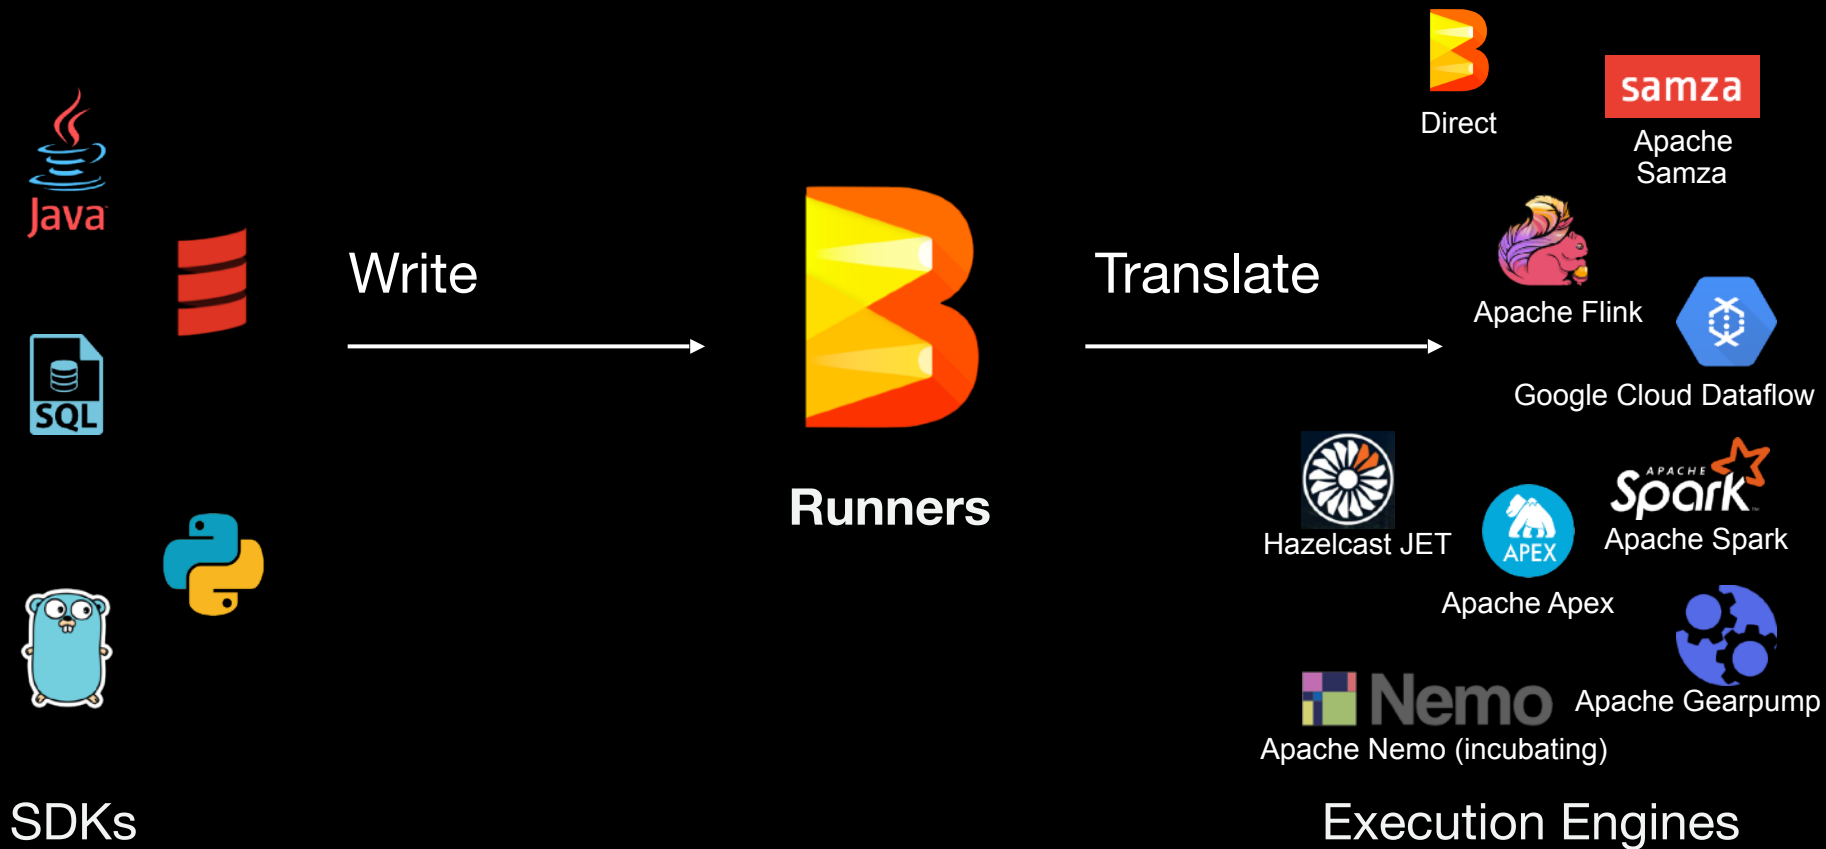 Java
SQL
SDKs
Write
Runners
Translate
Direct
samza
Apache
Samza
Apache Flink
Google Cloud Dataflow
Hazelcast JET
APEX
Apache Apex
APACHE
Spark
Apache Spark
Apache Gearpump
Nemo
Apache Nemo (incubating)
Execution Engines